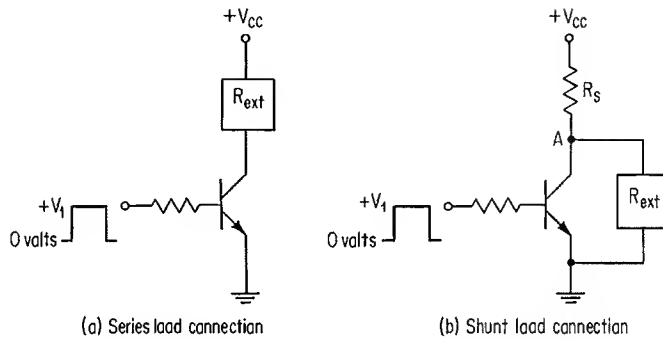 +Vcc
Rext
+V1
0 volts
(a) Series load connection
+Vcc
Rs
A
Rext
+V1
0 volts
(b) Shunt load connection